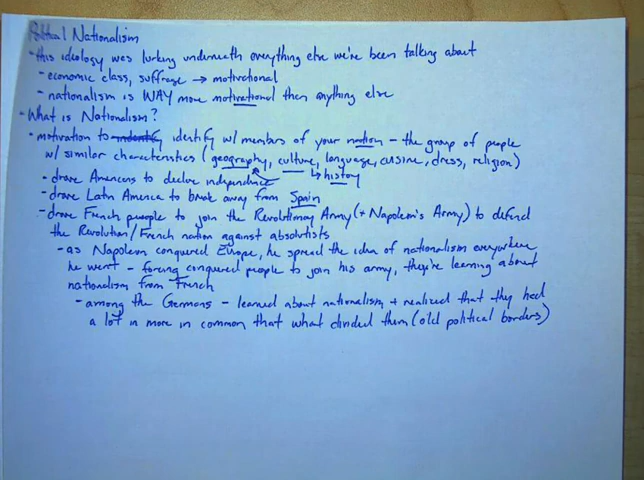 Political Nationalism
- this ideology was lurking underneath everything else we've been talking about
- economic class, suffrage → motivational
- nationalism is WAY more motivational then anything else
- What is Nationalism?
- motivation to indentify identify w/ members of your nation - the group of people
w/ similar characteristics (geography, culture, language, cuisine, dress, religion)
↳ history
- drove Americans to declare independence
- drove Latin America to break away from Spain
- drove French people to join the Revolutionary Army (+ Napoleon's Army) to defend
the Revolution/French nation against absolutists
- as Napoleon conquered Europe, he spread the idea of nationalism everywhere
he went - forcing conquered people to join his army, they're learning about
nationalism from French
- among the Germans - learned about nationalism + realized that they had
a lot in more in common that what divided them (old political borders)